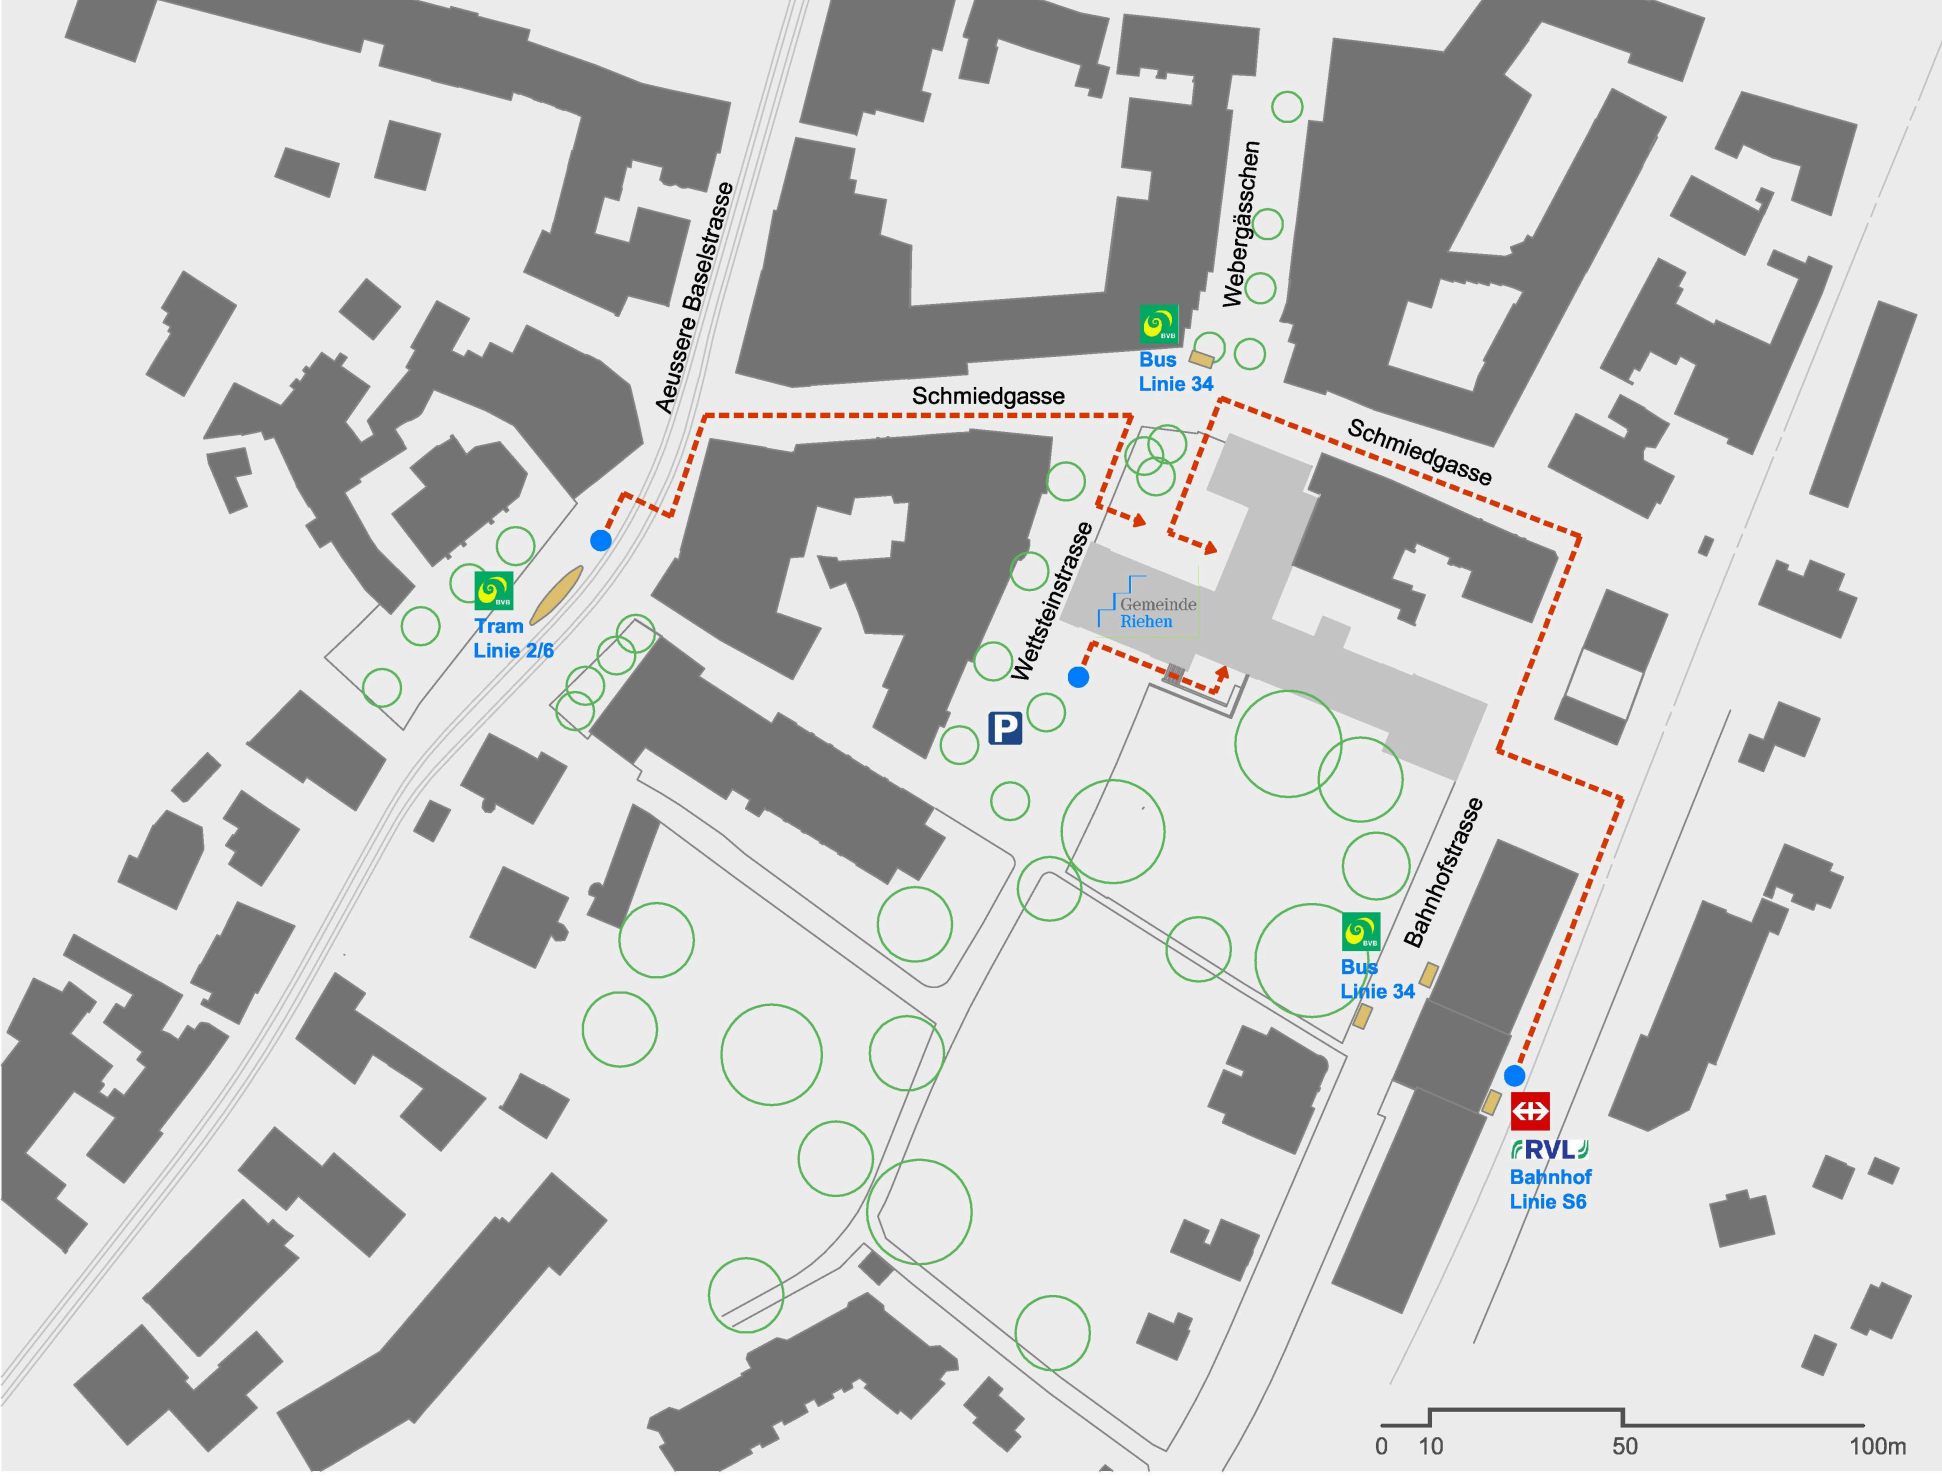 Webergässchen
Aeussere Baselstrasse
BVB
Bus
Linie 34
Schmiedgasse
Schmiedgasse
Wettsteinstrasse
BVB
Tram
Linie 2/6
Gemeinde
Riehen
P
Bahnhofstrasse
BVB
Bus
Linie 34
RVL
Bahnhof
Linie S6
0 10 50 100m